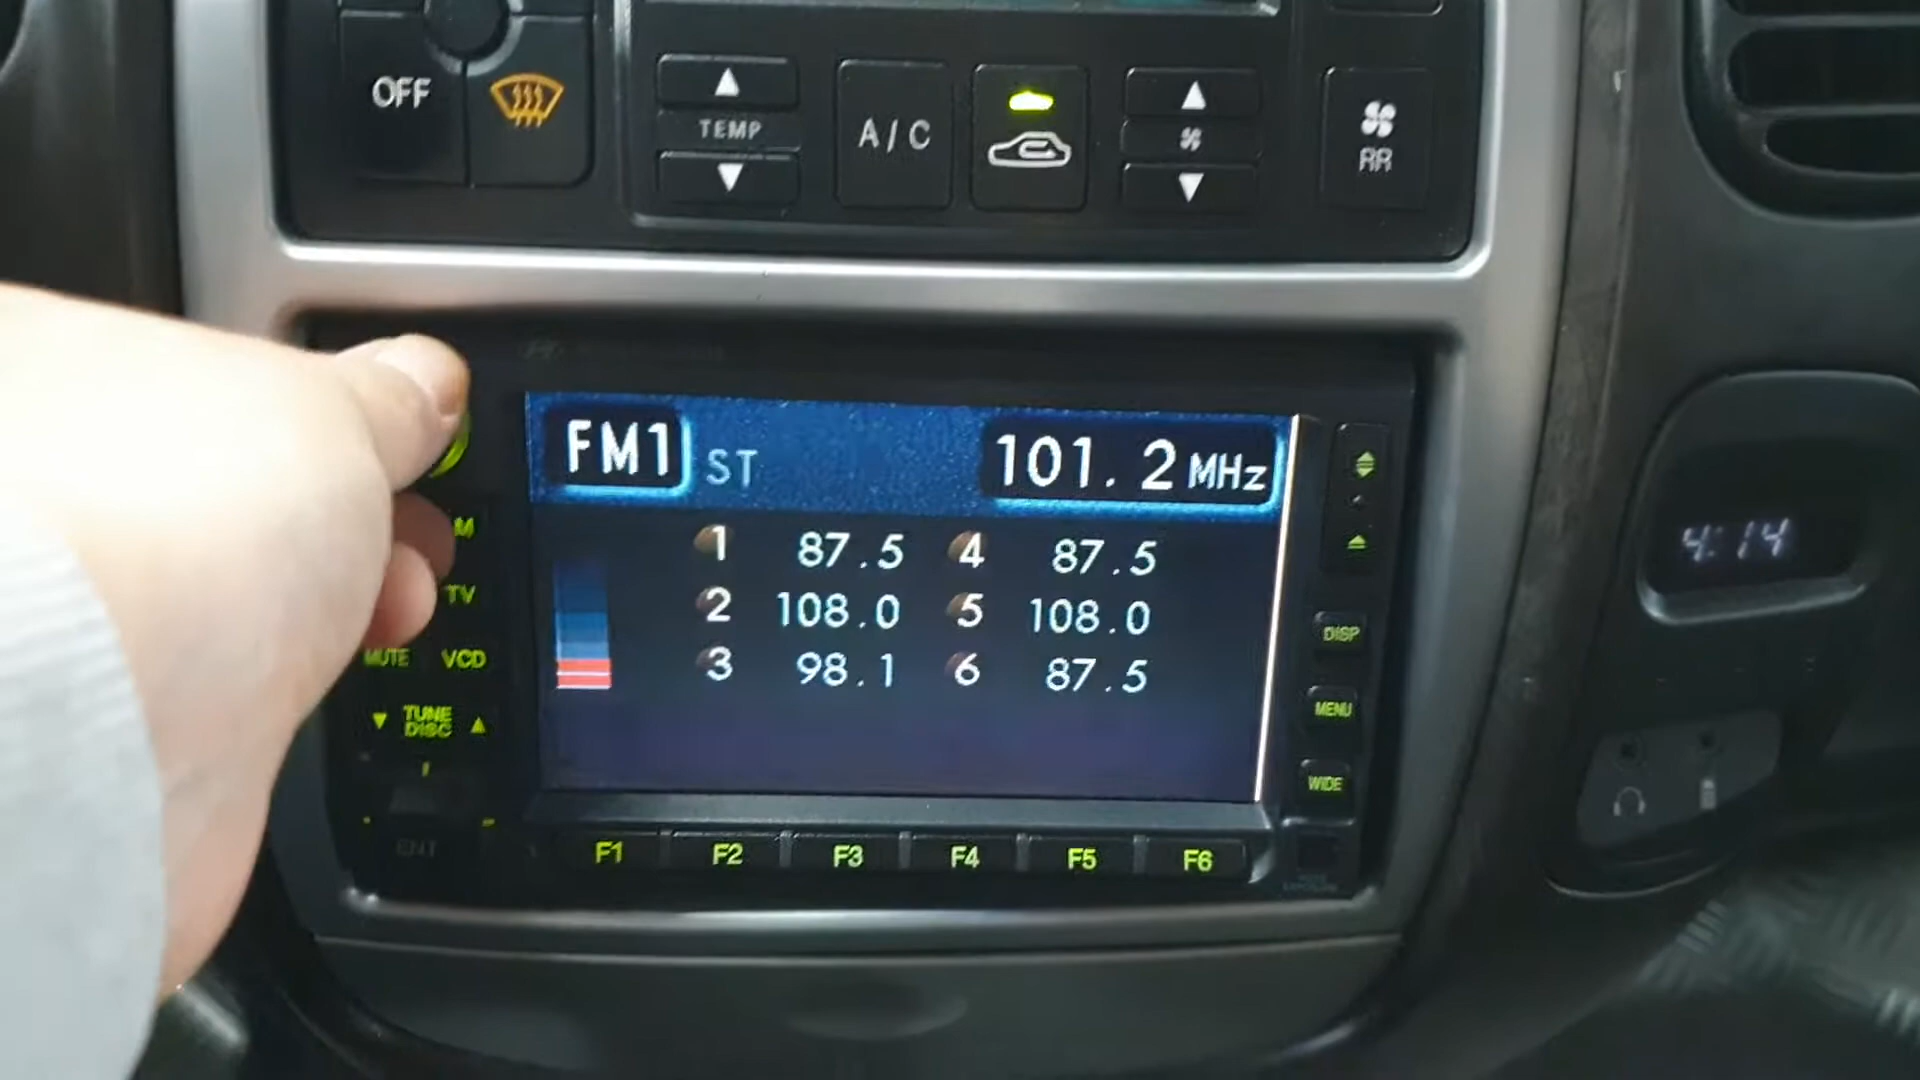 OFF
TEMP
A/C
RR
FM1 ST 101.2 MHz
1 87.5 4 87.5
2 108.0 5 108.0
3 98.1 6 87.5
TV
MUTE VCD
TUNE
DISC
ENT
DISP
MENU
WIDE
F1 F2 F3 F4 F5 F6
4:14